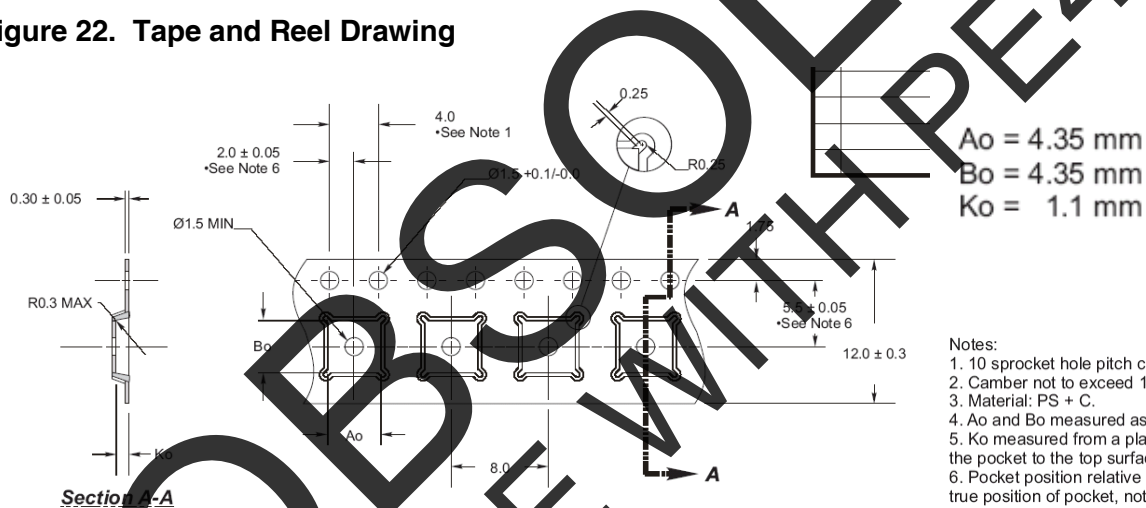 igure 22. Tape and Reel Drawing
0.25
4.0
•See Note 1
2.0 ± 0.05
•See Note 6
Ø1.5 +0.1/-0.0
R0.25
Ao = 4.35 mm
Bo = 4.35 mm
Ko = 1.1 mm
0.30 ± 0.05
Ø1.5 MIN
A
1.75
R0.3 MAX
5.5 ± 0.05
•See Note 6
Bo
12.0 ± 0.3
Notes:
1. 10 sprocket hole pitch c
2. Camber not to exceed 1
3. Material: PS + C.
4. Ao and Bo measured as
5. Ko measured from a pla
the pocket to the top surfac
6. Pocket position relative
true position of pocket, not
Ao
Ko
8.0
A
Section A-A
OBSOL
WITH PE4